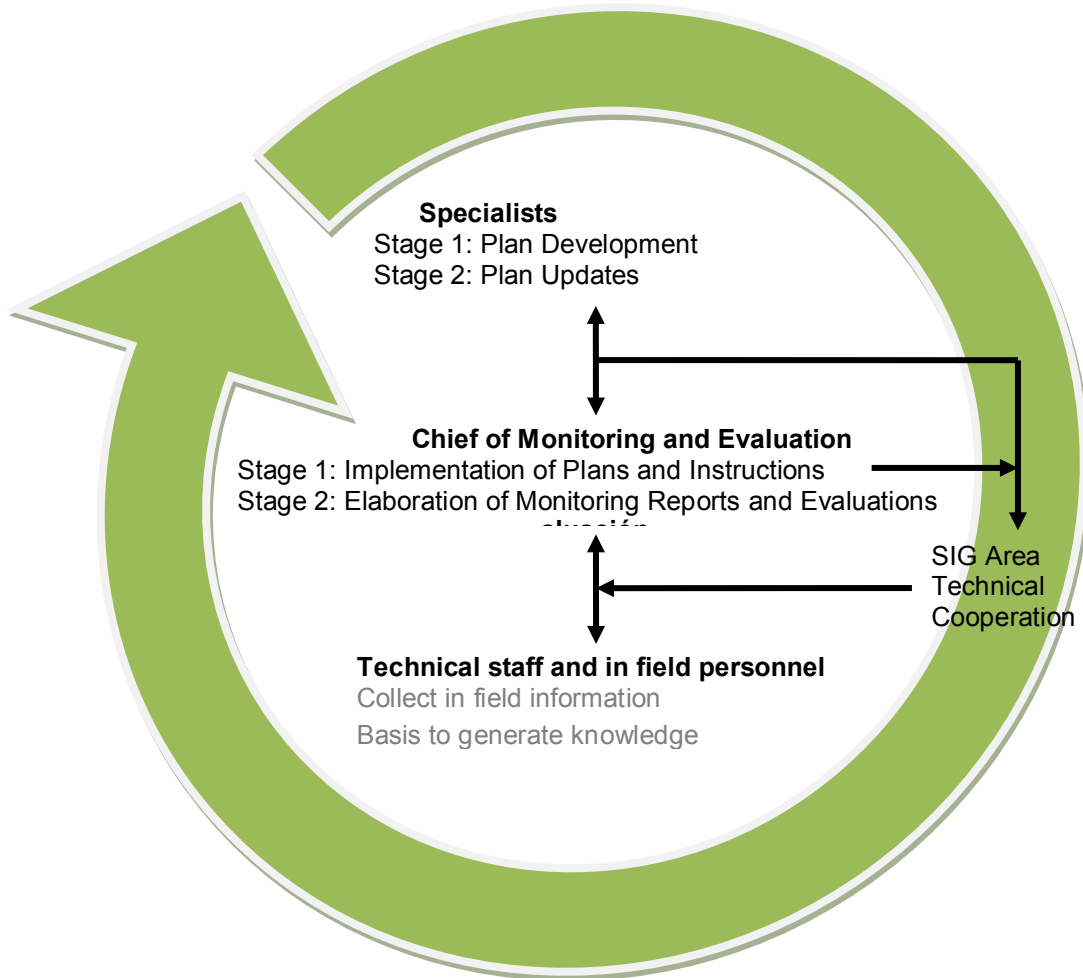 Specialists
Stage 1: Plan Development
Stage 2: Plan Updates
Chief of Monitoring and Evaluation
Stage 1: Implementation of Plans and Instructions
Stage 2: Elaboration of Monitoring Reports and Evaluations
SIG Area
Technical
Cooperation
Technical staff and in field personnel
Collect in field information
Basis to generate knowledge